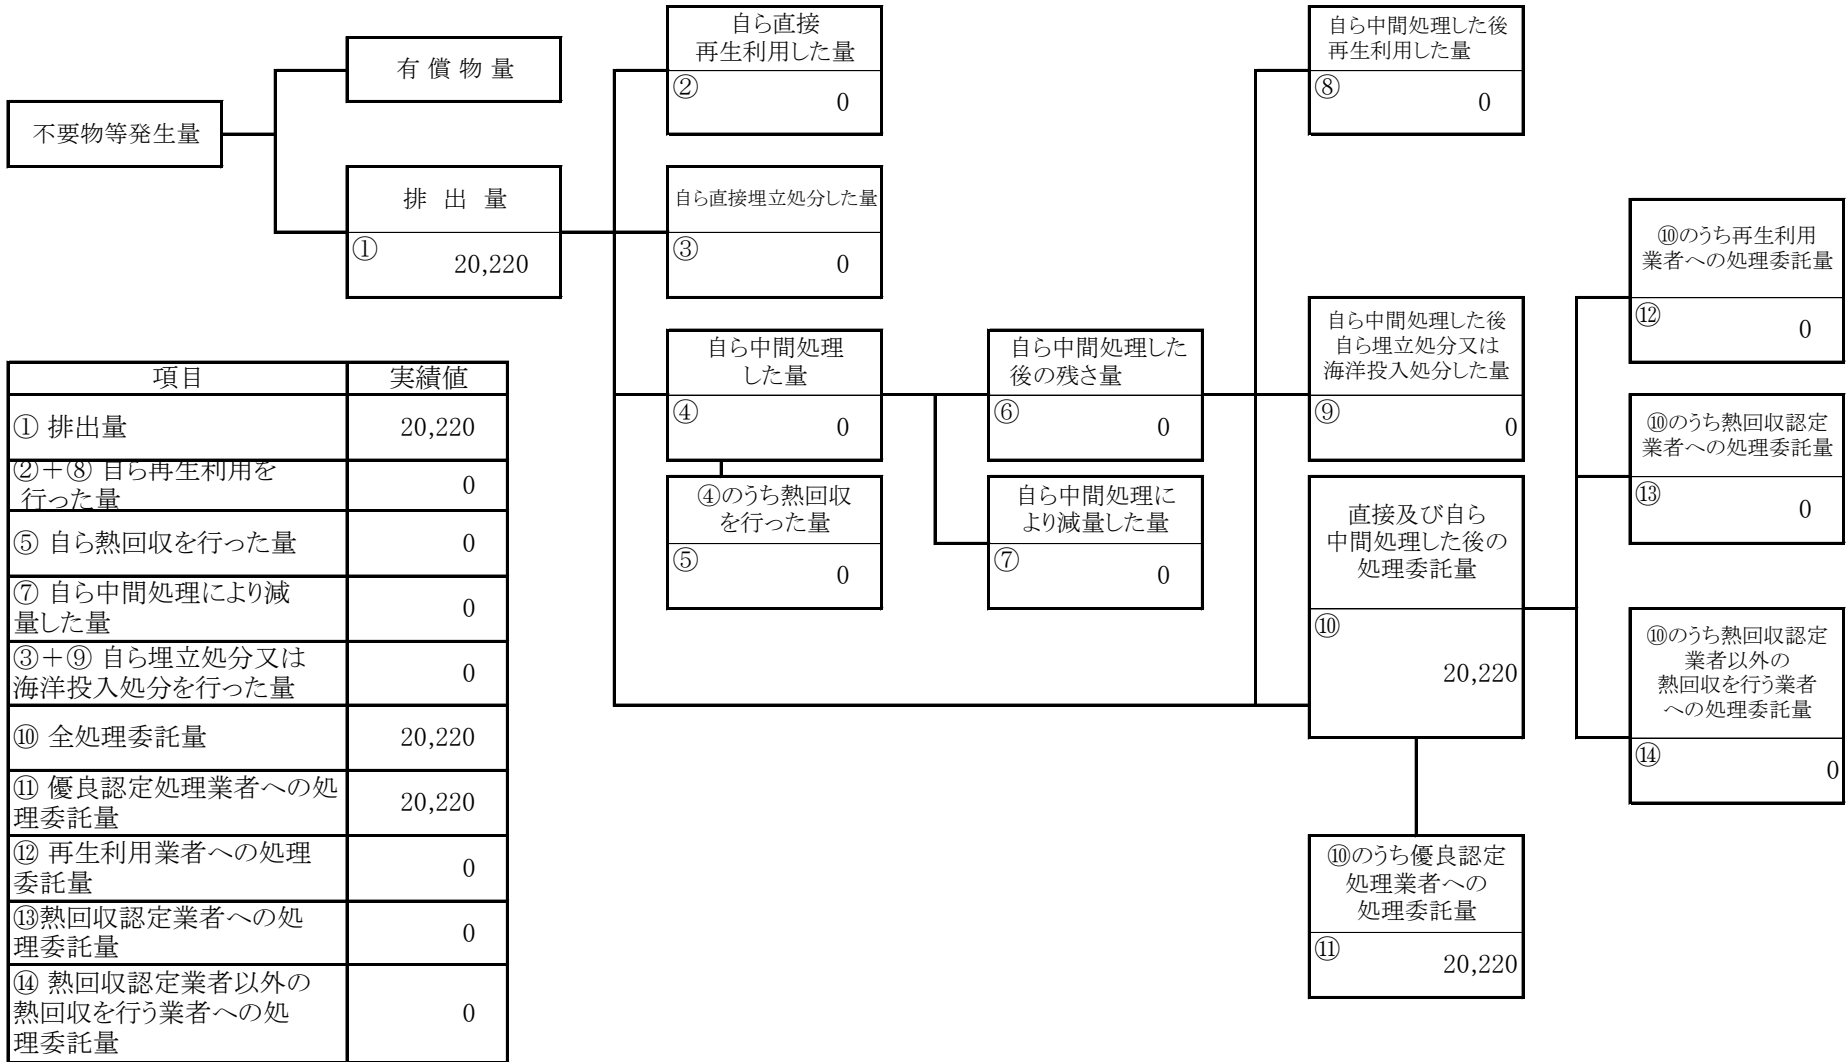 不要物等発生量
有 償 物 量
排 出 量
①
20,220
自ら直接
再生利用した量
②
0
自ら直接埋立処分した量
③
0
自ら中間処理
した量
④
0
④のうち熱回収
を行った量
⑤
0
自ら中間処理した
後の残さ量
⑥
0
自ら中間処理に
より減量した量
⑦
0
自ら中間処理した後
再生利用した量
⑧
0
自ら中間処理した後
自ら埋立処分又は
海洋投入処分した量
⑨
0
直接及び自ら
中間処理した後の
処理委託量
⑩
20,220
⑩のうち優良認定
処理業者への
処理委託量
⑪
20,220
⑩のうち再生利用
業者への処理委託量
⑫
0
⑩のうち熱回収認定
業者への処理委託量
⑬
0
⑩のうち熱回収認定
業者以外の
熱回収を行う業者
への処理委託量
⑭
0
項目 実績値
① 排出量 20,220
②＋⑧ 自ら再生利用を
行った量 0
⑤ 自ら熱回収を行った量 0
⑦ 自ら中間処理により減
量した量 0
③＋⑨ 自ら埋立処分又は
海洋投入処分を行った量 0
⑩ 全処理委託量 20,220
⑪ 優良認定処理業者への処
理委託量 20,220
⑫ 再生利用業者への処理
委託量 0
⑬熱回収認定業者への処
理委託量 0
⑭ 熱回収認定業者以外の
熱回収を行う業者への処
理委託量 0